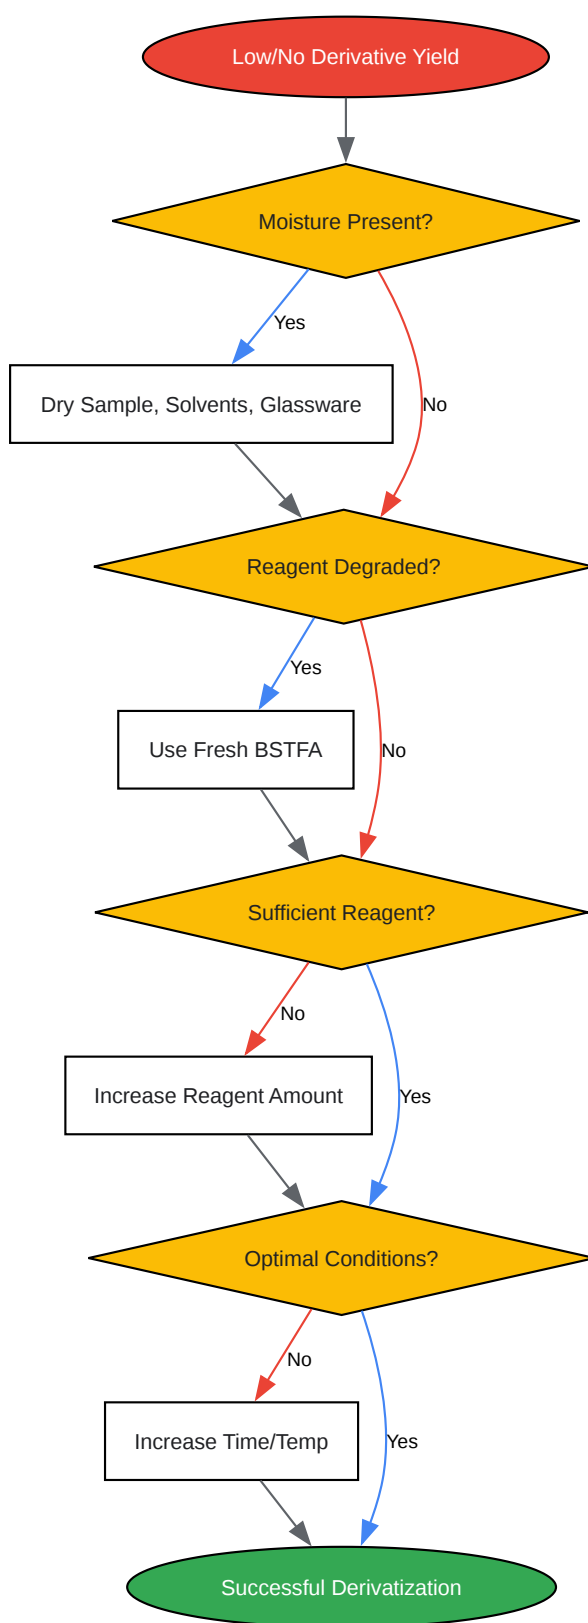 Low/No Derivative Yield
Moisture Present?
Yes
Dry Sample, Solvents, Glassware
No
Reagent Degraded?
Yes
Use Fresh BSTFA
No
Sufficient Reagent?
No
Increase Reagent Amount
Yes
Optimal Conditions?
No
Increase Time/Temp
Yes
Successful Derivatization